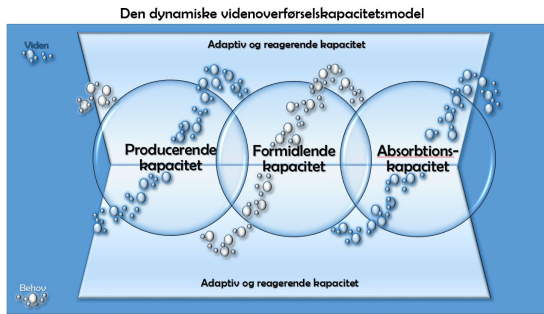 Den dynamiske videnoverførselskapacitetsmodel
Viden
Adaptiv og reagerende kapacitet
Producerende
kapacitet
Formidlende
kapacitet
Absorbtions-
kapacitet
Adaptiv og reagerende kapacitet
Behov